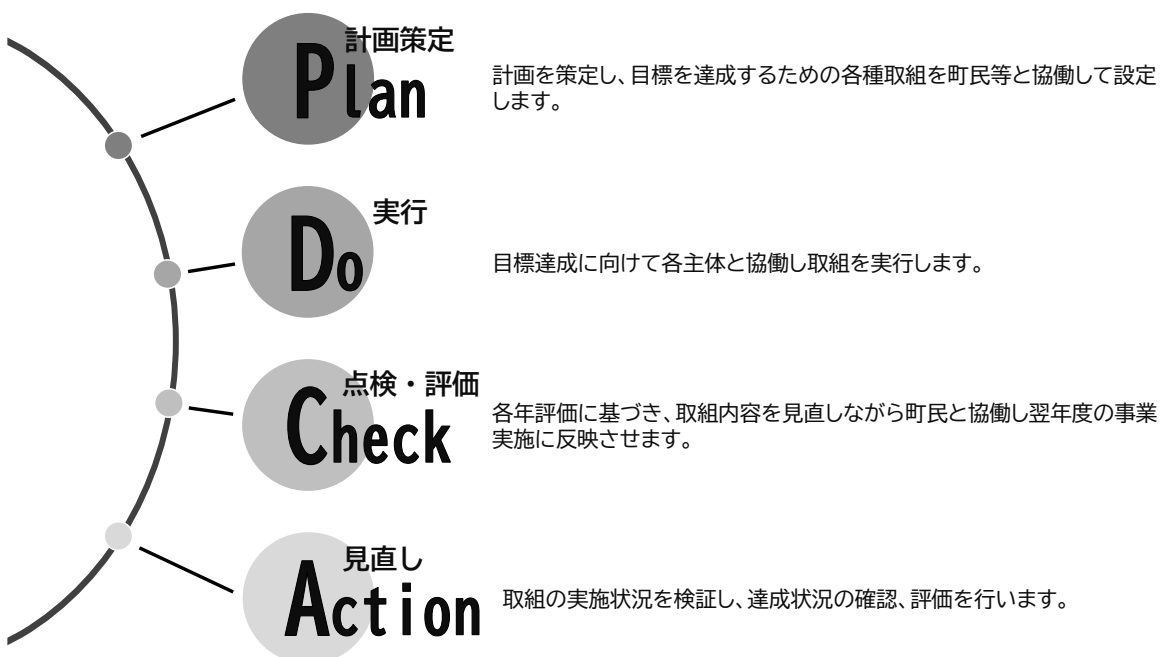 計画策定
Plan
計画を策定し、目標を達成するための各種取組を町民等と協働して設定
します。
実行
Do
目標達成に向けて各主体と協働し取組を実行します。
点検・評価
Check
各年評価に基づき、取組内容を見直しながら町民と協働し翌年度の事業
実施に反映させます。
見直し
Action
取組の実施状況を検証し、達成状況の確認、評価を行います。